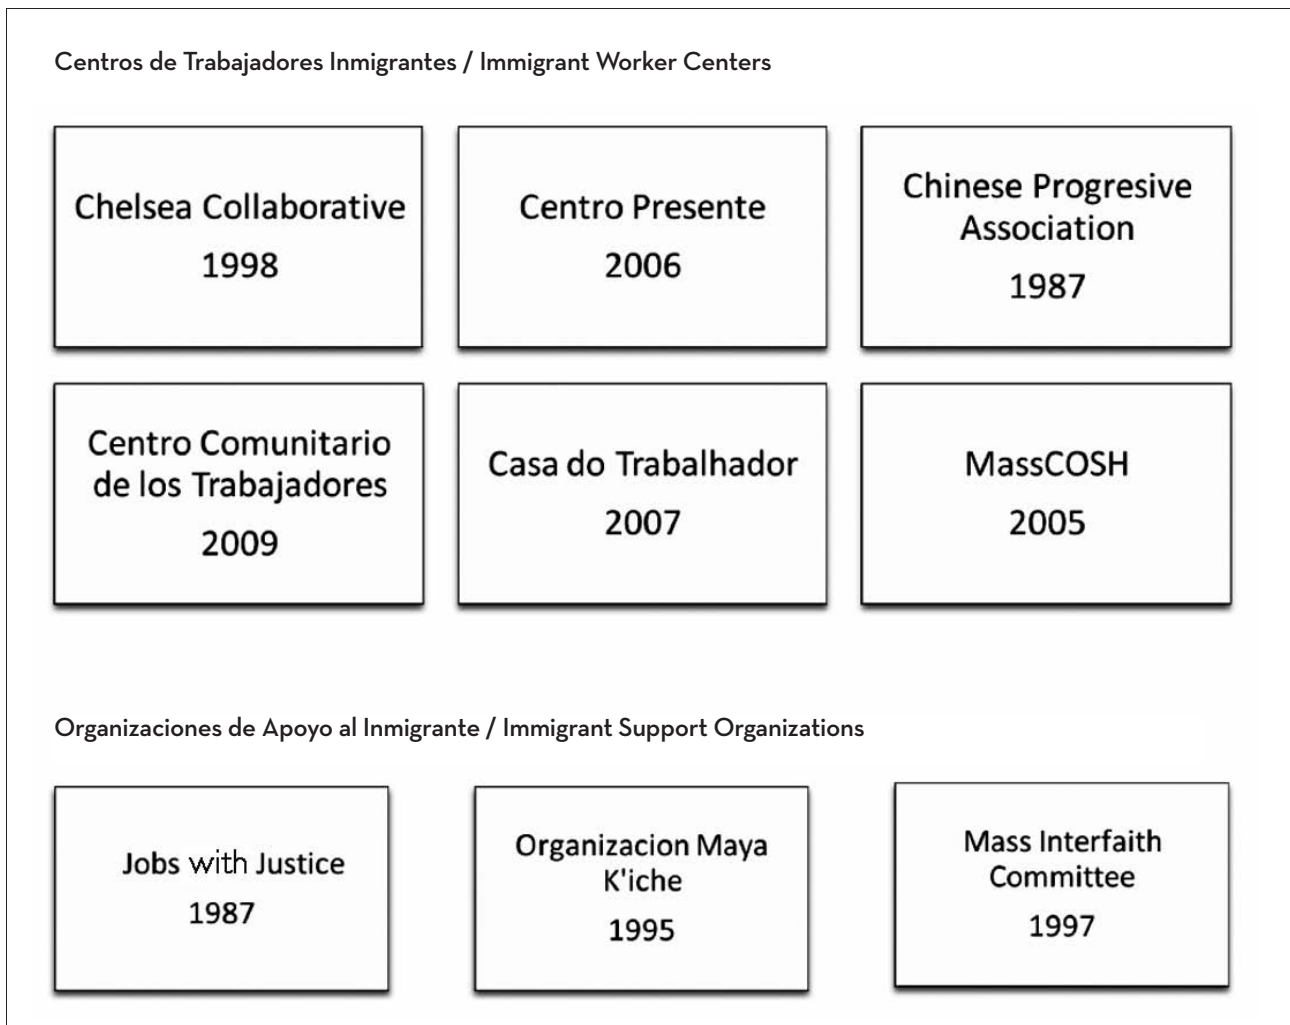 Centros de Trabajadores Inmigrantes / Immigrant Worker Centers
Chelsea Collaborative
1998
Centro Presente
2006
Chinese Progresive
Association
1987
Centro Comunitario
de los Trabajadores
2009
Casa do Trabalhador
2007
MassCOSH
2005
Organizaciones de Apoyo al Inmigrante / Immigrant Support Organizations
Jobs with Justice
1987
Organizacion Maya
K'iche
1995
Mass Interfaith
Committee
1997